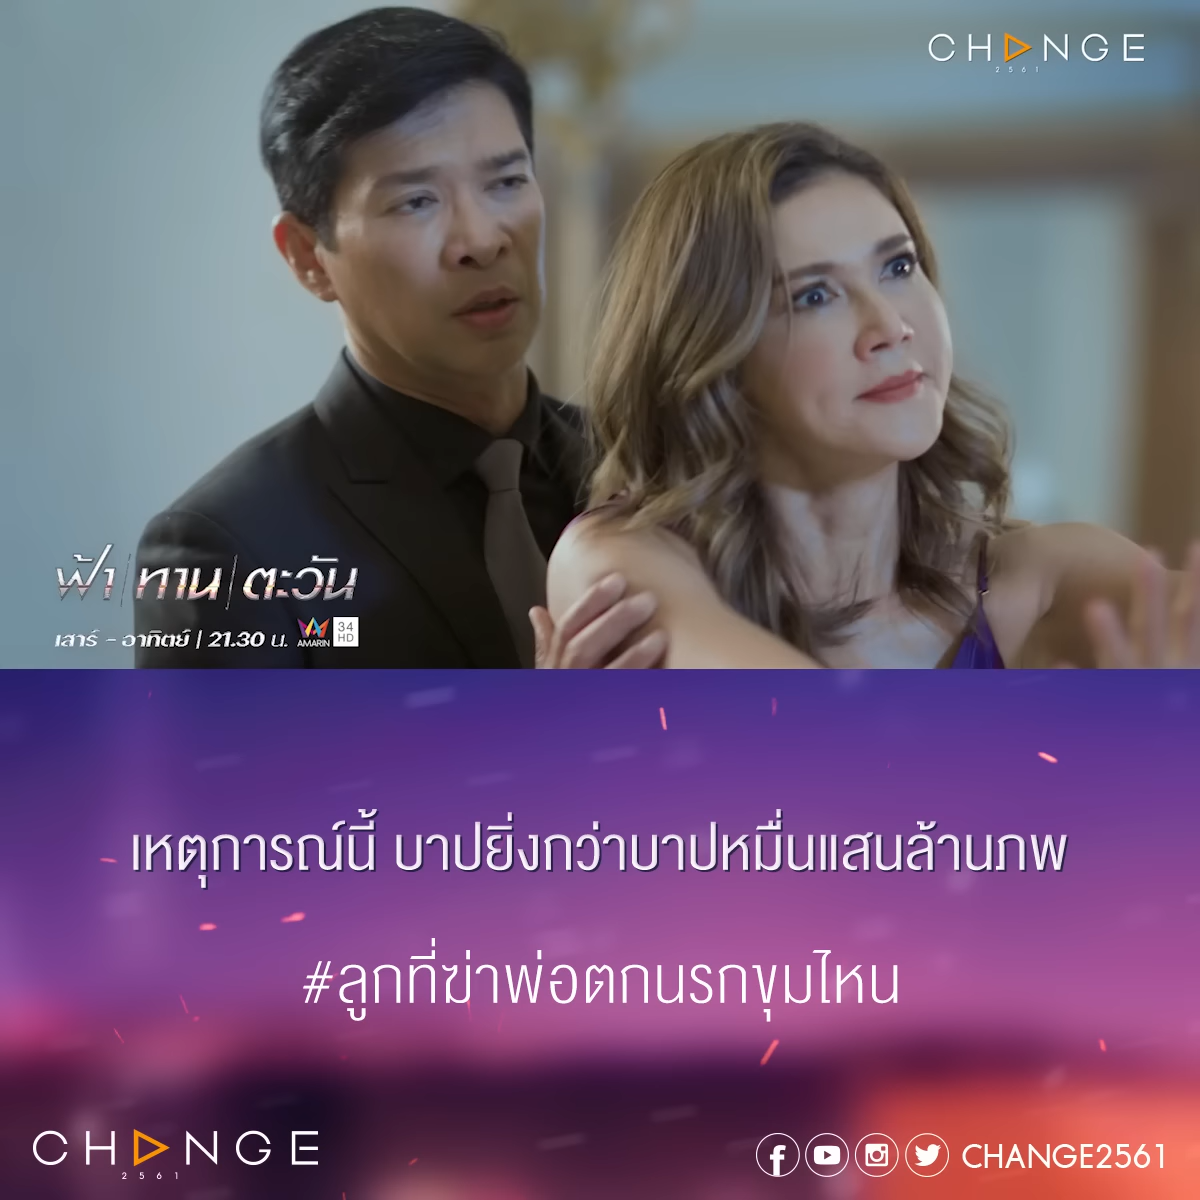 CHANGE
2561
ฟ้า | ทาน | ตะวัน
เสาร์ - อาทิตย์ | 21.30 น. AMARIN 34 HD
เหตุการณ์นี้ บาปยิ่งกว่าบาปหมื่นแสนล้านภพ
#ลูกที่ฆ่าพ่อตกนรกขุมไหน
CHANGE
2561
CHANGE2561